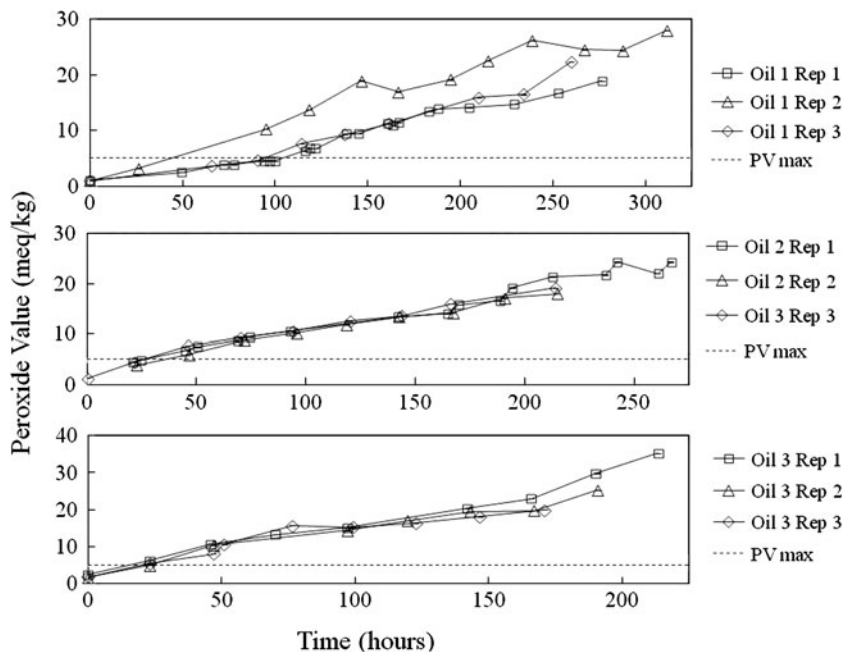 Peroxide Value (meq/kg)
30
20
10
0
0 50 100 150 200 250 300
Oil 1 Rep 1
Oil 1 Rep 2
Oil 1 Rep 3
PV max
30
20
10
0
0 50 100 150 200 250
Oil 2 Rep 1
Oil 2 Rep 2
Oil 3 Rep 3
PV max
40
30
20
10
0
0 50 100 150 200
Oil 3 Rep 1
Oil 3 Rep 2
Oil 3 Rep 3
PV max
Time (hours)